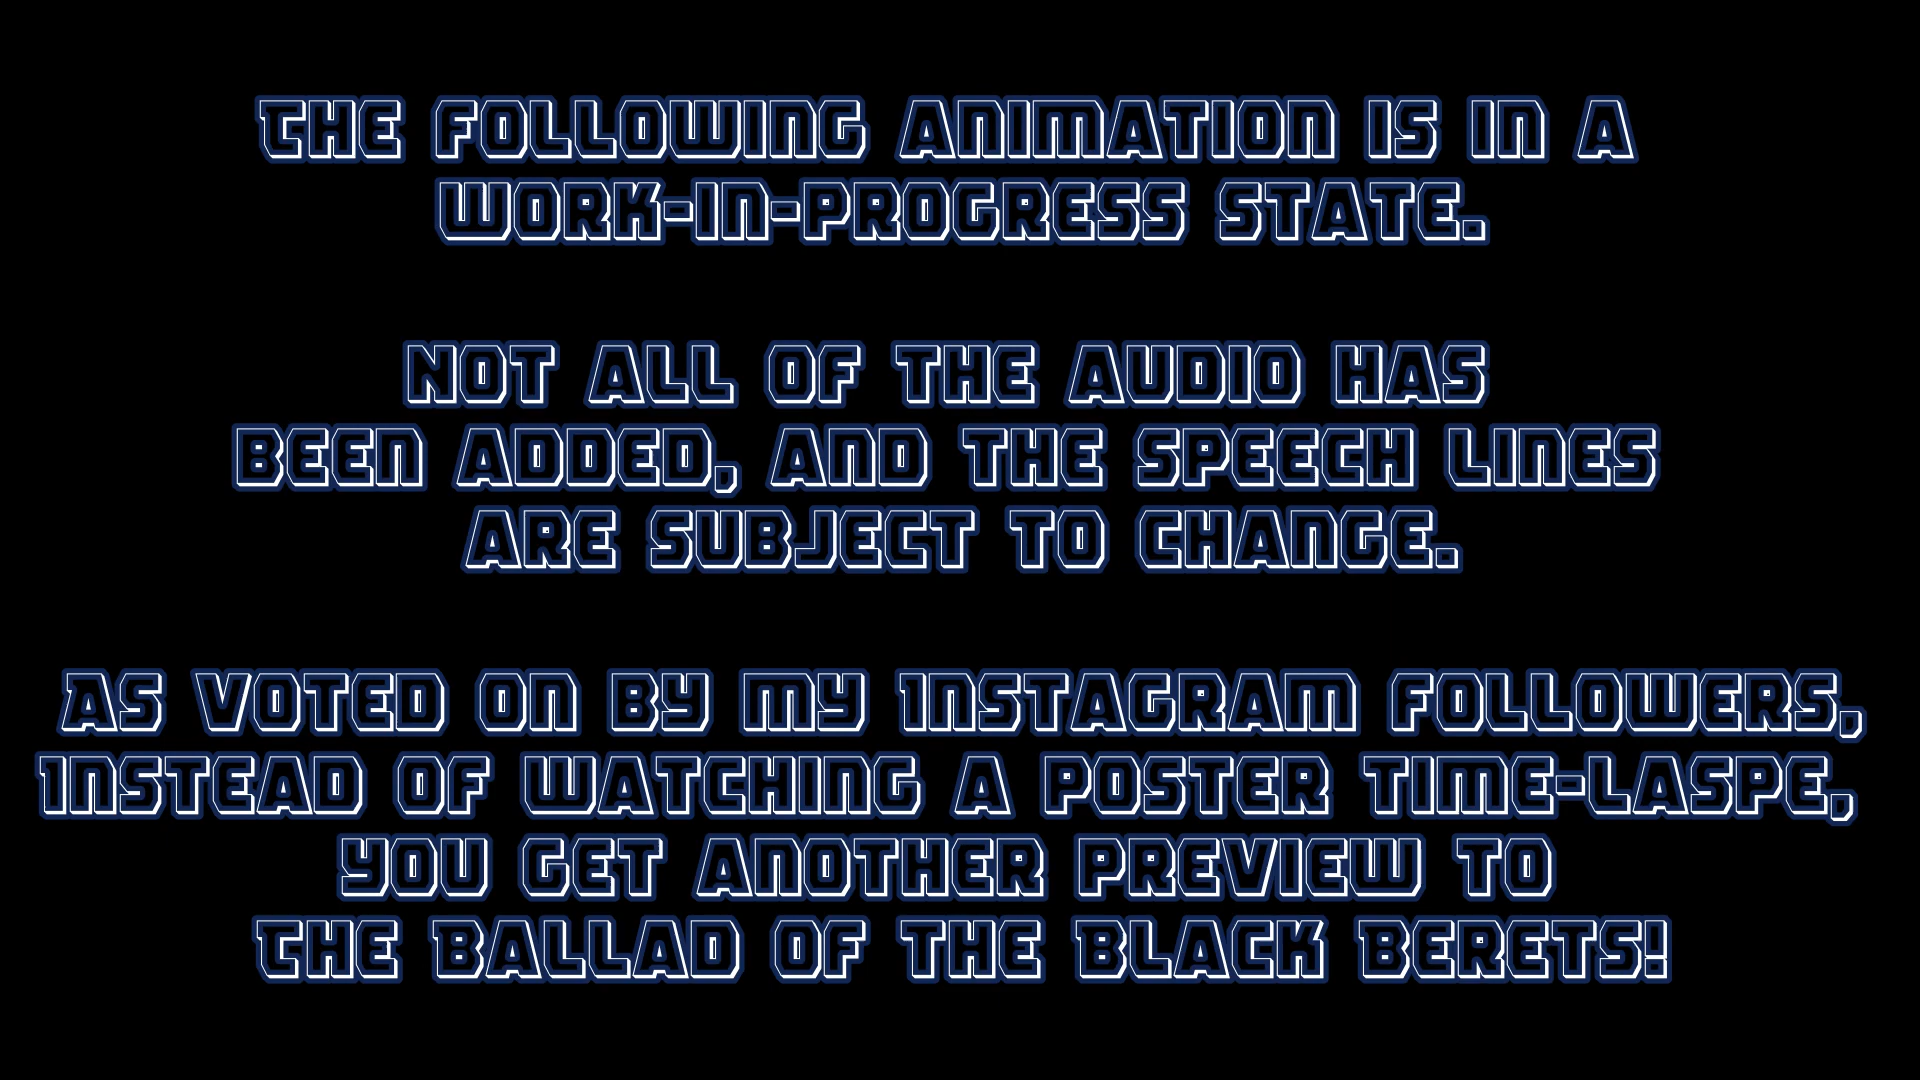 THE FOLLOWING ANIMATION IS IN A
WORK-IN-PROGRESS STATE.
NOT ALL OF THE AUDIO HAS
BEEN ADDED, AND THE SPEECH LINES
ARE SUBJECT TO CHANGE.
AS VOTED ON BY MY INSTAGRAM FOLLOWERS,
INSTEAD OF WATCHING A POSTER TIME-LASPE,
YOU GET ANOTHER PREVIEW TO
THE BALLAD OF THE BLACK BERETS!